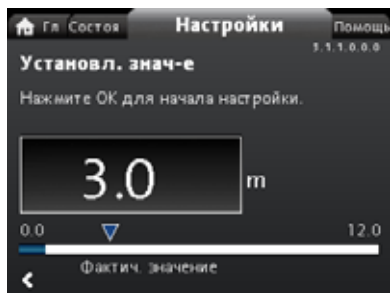 Гл Состоя Настройки Помощь
3.1.1.0.0.0
Установл. знач-е
Нажмите OK для начала настройки.
3.0 m
0.0 12.0
Фактич. значение